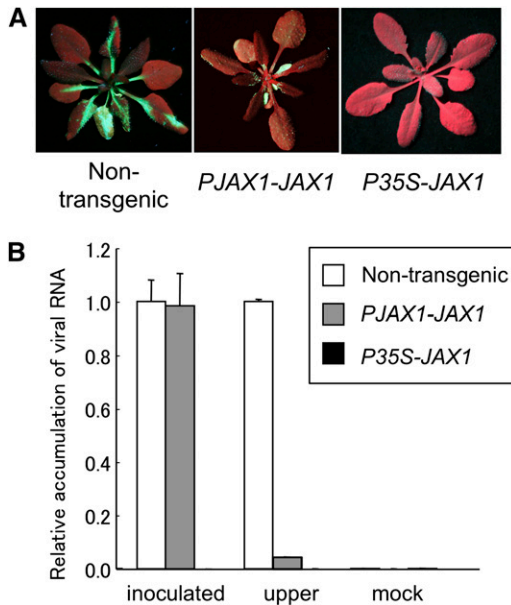 A
Non-
transgenic
PJAX1-JAX1
P35S-JAX1
B
Relative accumulation of viral RNA
1.2
1.0
0.8
0.6
0.4
0.2
0.0
Non-transgenic
PJAX1-JAX1
P35S-JAX1
inoculated
upper
mock